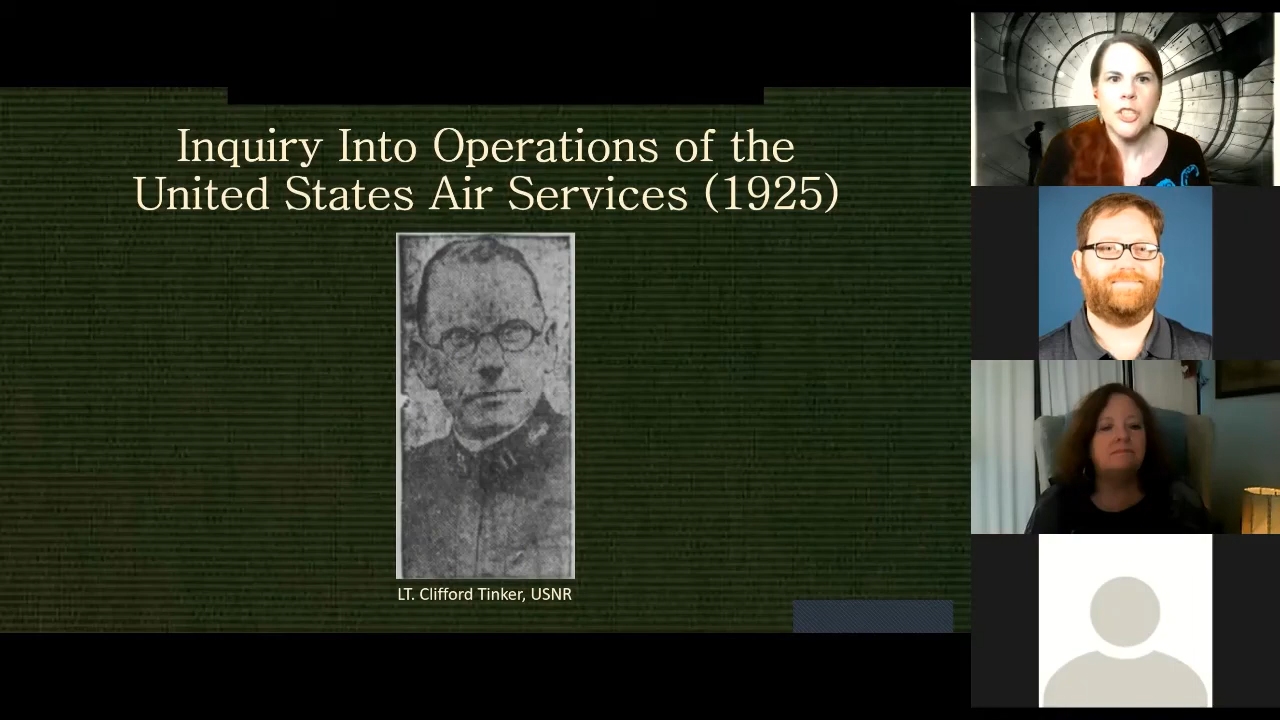 Inquiry Into Operations of the
United States Air Services (1925)
LT. Clifford Tinker, USNR